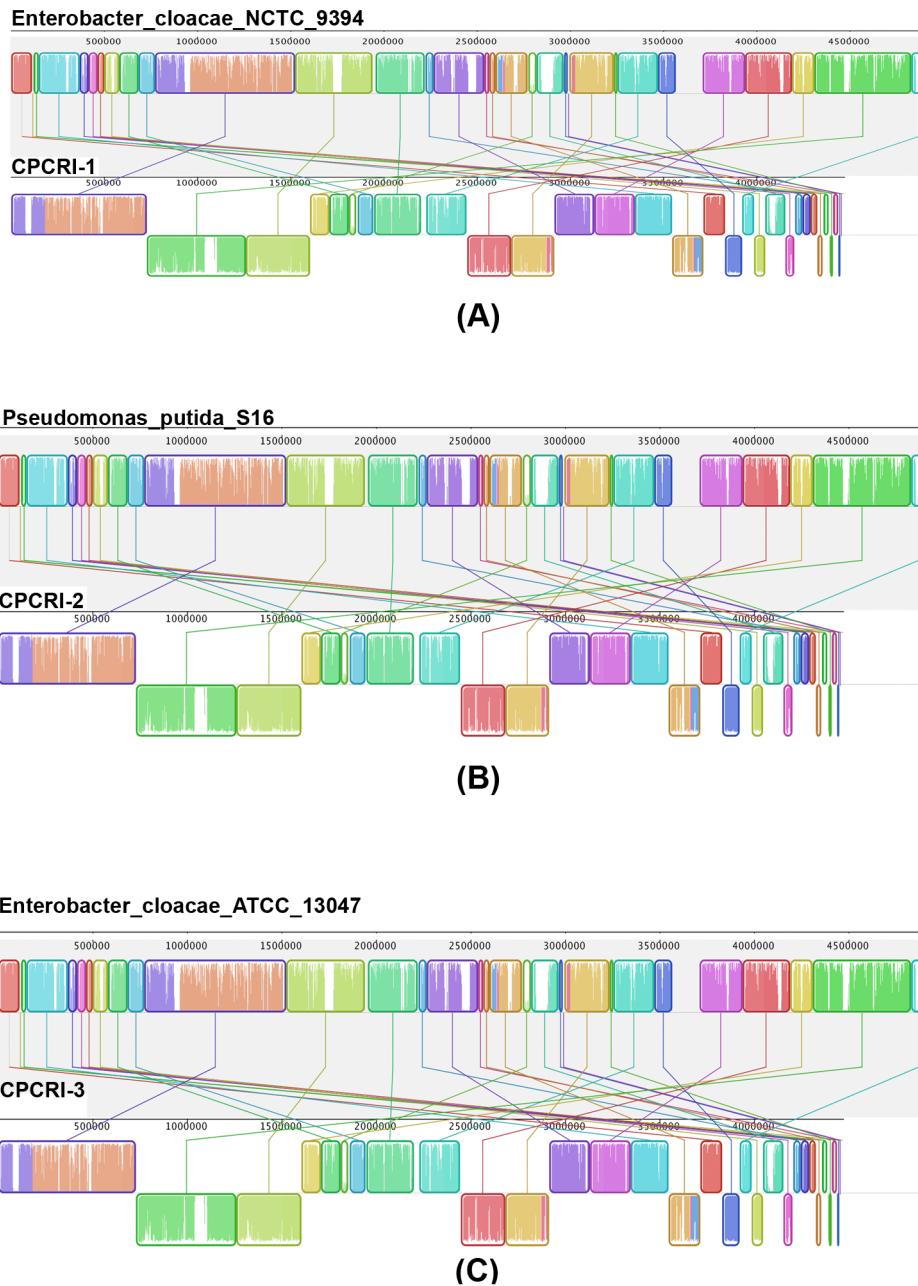 Enterobacter_cloacae_NCTC_9394
500000 1000000 1500000 2000000 2500000 3000000 3500000 4000000 4500000
CPCRI-1
500000 1000000 1500000 2000000 2500000 3000000 3500000 4000000
(A)
Pseudomonas_putida_S16
500000 1000000 1500000 2000000 2500000 3000000 3500000 4000000 4500000
CPCRI-2
500000 1000000 1500000 2000000 2500000 3000000 3500000 4000000
(B)
Enterobacter_cloacae_ATCC_13047
500000 1000000 1500000 2000000 2500000 3000000 3500000 4000000 4500000
CPCRI-3
500000 1000000 1500000 2000000 2500000 3000000 3500000 4000000
(C)